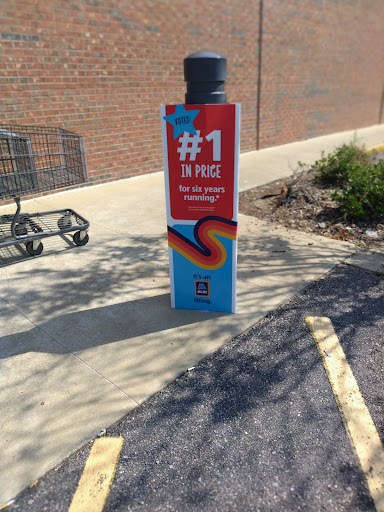 VOTED
#1
IN PRICE
for six years
running.*
it's an
ALDI
thing.